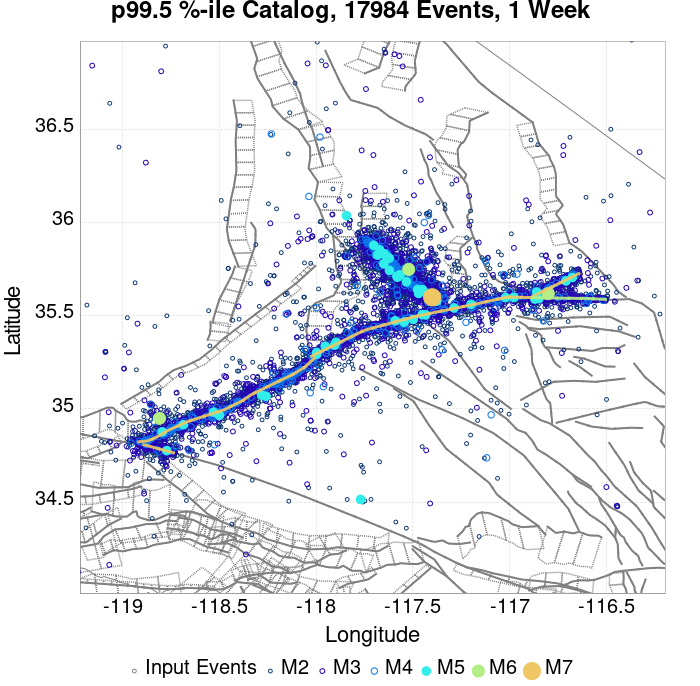 p99.5 %-ile Catalog, 17984 Events, 1 Week
36.5
36
35.5
35
34.5
Latitude
-119 -118.5 -118 -117.5 -117 -116.5
Longitude
Input Events M2 M3 M4 M5 M6 M7